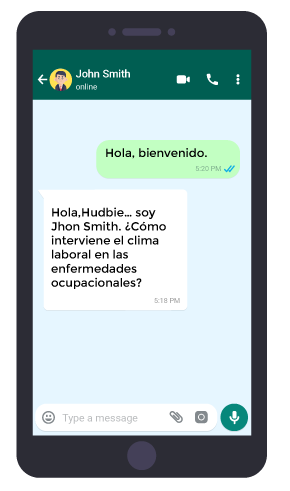 John Smith
online
Hola, bienvenido.
5:20 PM
Hola,Hudbie... soy
Jhon Smith. ¿Cómo
interviene el clima
laboral en las
enfermedades
ocupacionales?
5:18 PM
Type a message